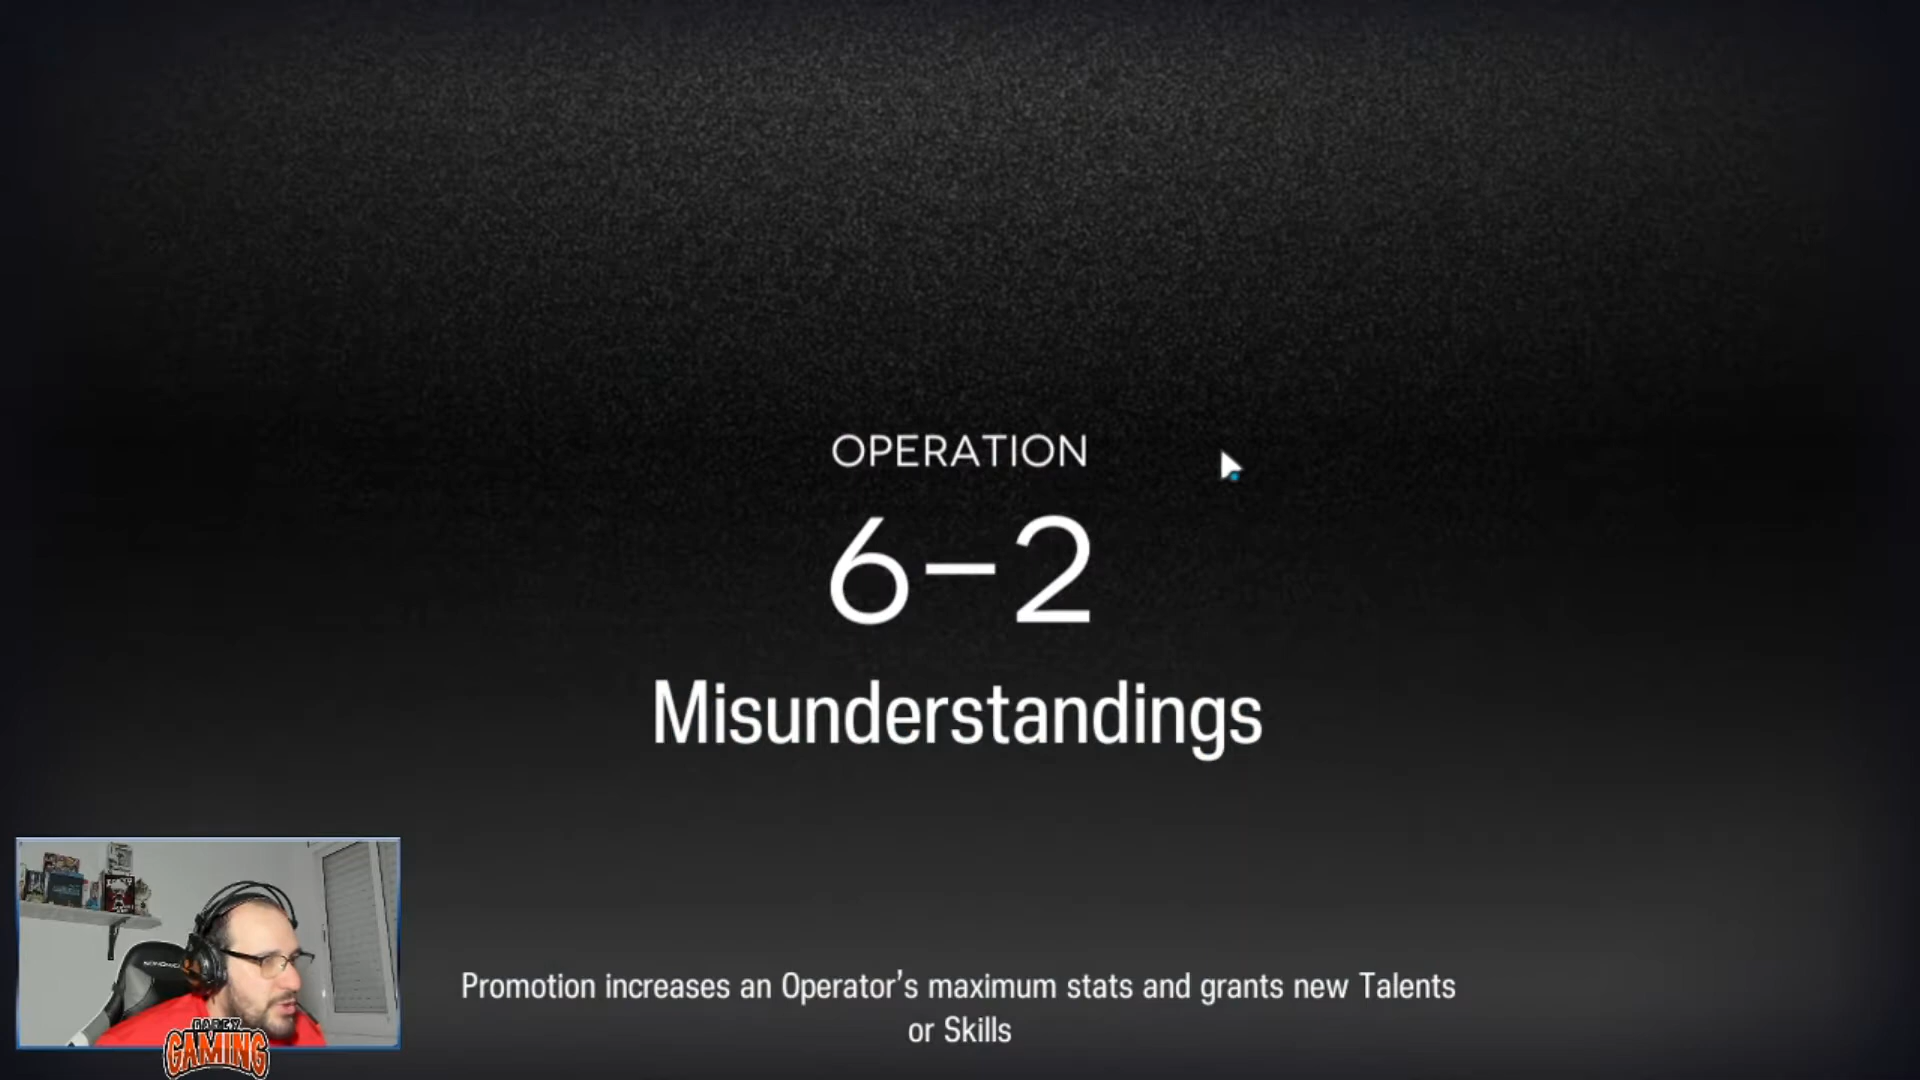 OPERATION
6-2
Misunderstandings
Promotion increases an Operator's maximum stats and grants new Talents
or Skills
GAMING